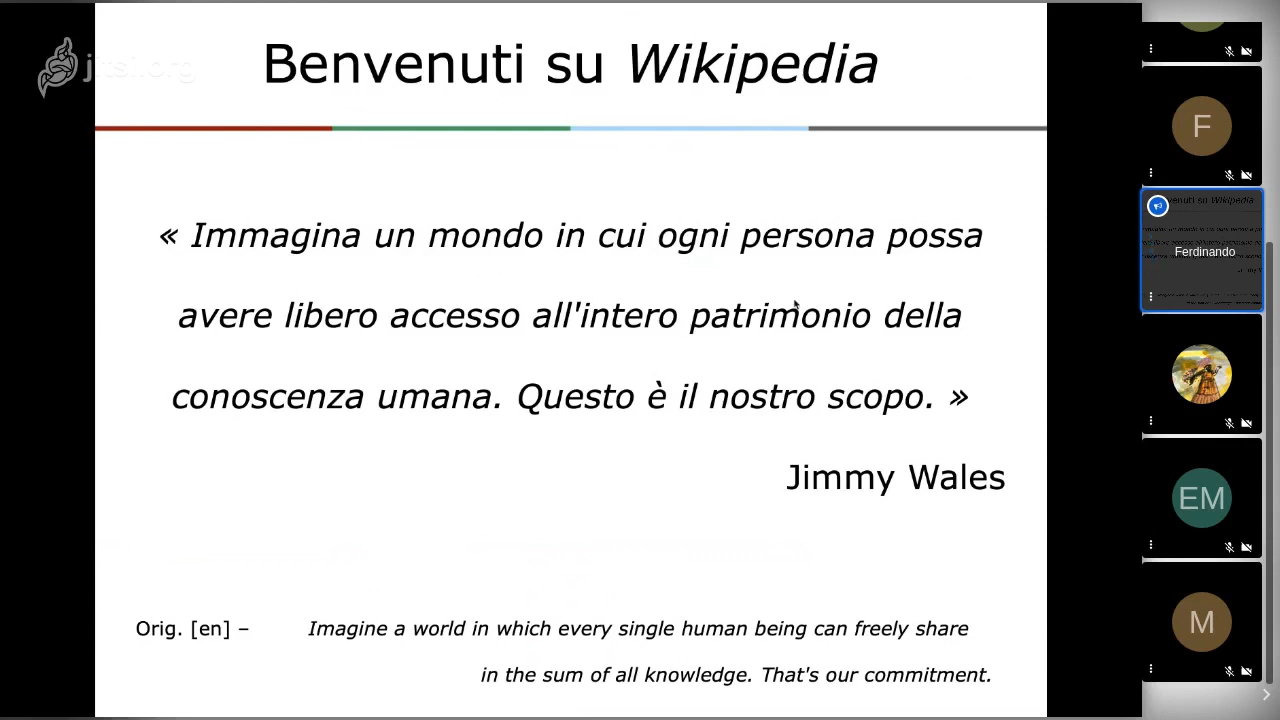 jitsi.org
Benvenuti su Wikipedia
« Immagina un mondo in cui ogni persona possa
avere libero accesso all'intero patrimonio della
conoscenza umana. Questo è il nostro scopo. »
Jimmy Wales
Orig. [en] – Imagine a world in which every single human being can freely share
in the sum of all knowledge. That's our commitment.
F
Ferdinando
EM
M